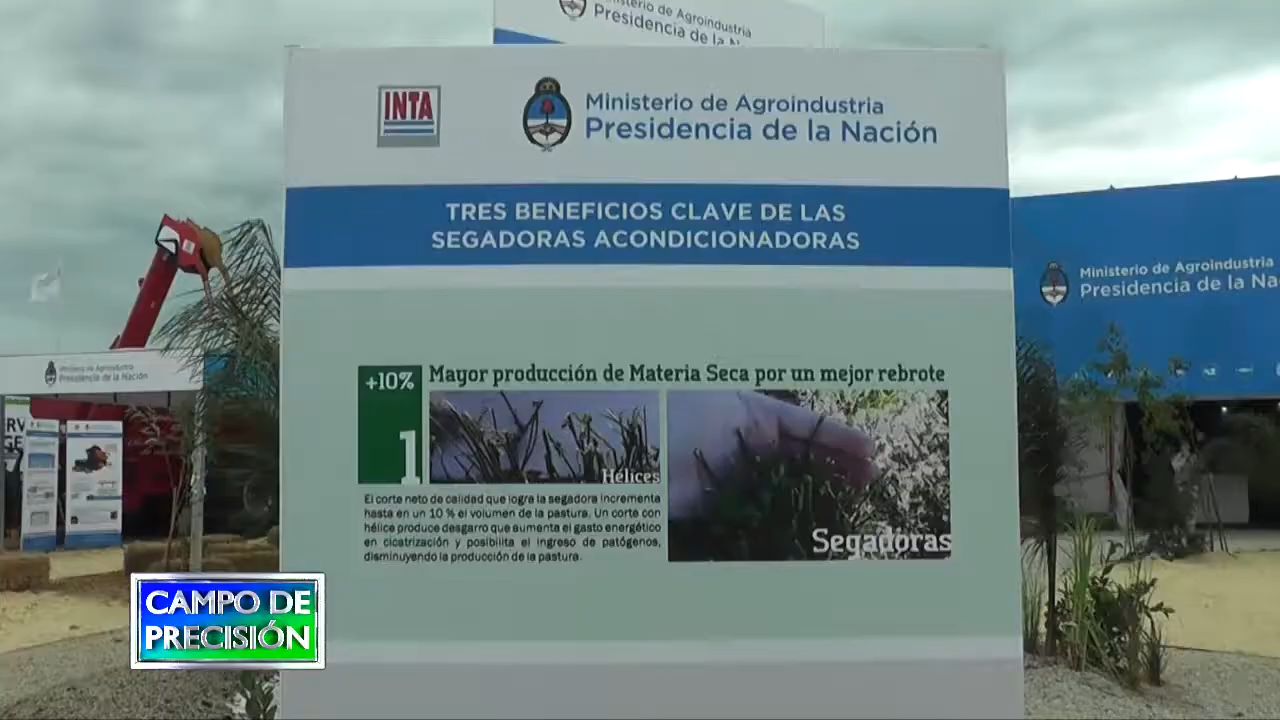 Ministerio de Agroindustria
Presidencia de la
INTA
Ministerio de Agroindustria
Presidencia de la Nación
TRES BENEFICIOS CLAVE DE LAS
SEGADORAS ACONDICIONADORAS
+10%
1
Mayor producción de Materia Seca por un mejor rebrote
Hélices
Segadoras
El corte neto de calidad que logra la segadora incrementa
hasta en un 10 % el volumen de la pastura. Un corte con
hélice produce desgarro que aumenta el gasto energético
en cicatrización y posibilita el ingreso de patógenos,
disminuyendo la producción de la pastura.
Ministerio de Agroindustria
Presidencia de la Na
Ministerio de Agroindustria
Presidencia de la Nación
CAMPO DE
PRECISIÓN